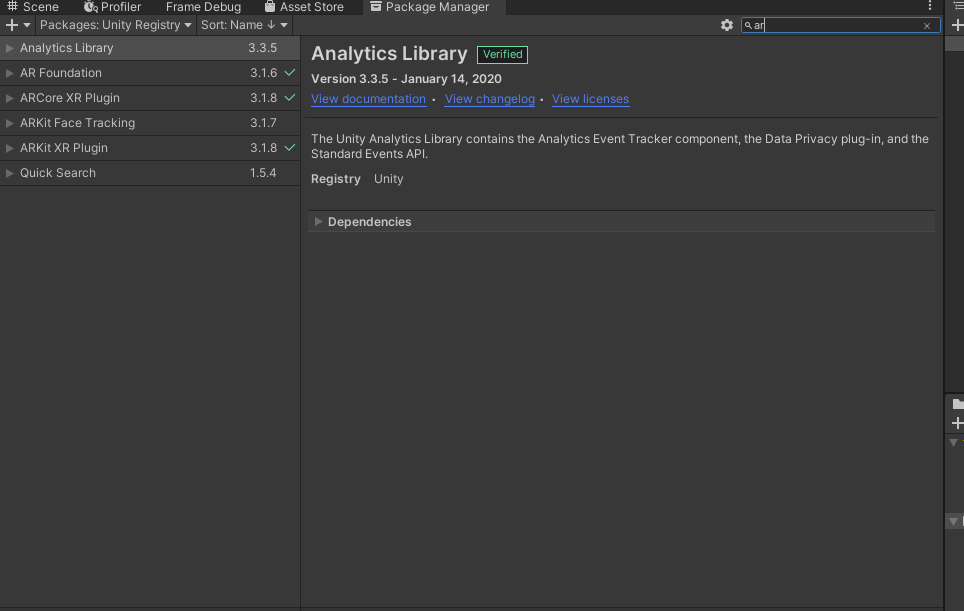 Scene Profiler Frame Debug Asset Store Package Manager
Packages: Unity Registry Sort: Name ↓ ar
Analytics Library 3.3.5
AR Foundation 3.1.6
ARCore XR Plugin 3.1.8
ARKit Face Tracking 3.1.7
ARKit XR Plugin 3.1.8
Quick Search 1.5.4
Analytics Library Verified
Version 3.3.5 - January 14, 2020
View documentation • View changelog • View licenses
The Unity Analytics Library contains the Analytics Event Tracker component, the Data Privacy plug-in, and the
Standard Events API.
Registry Unity
Dependencies